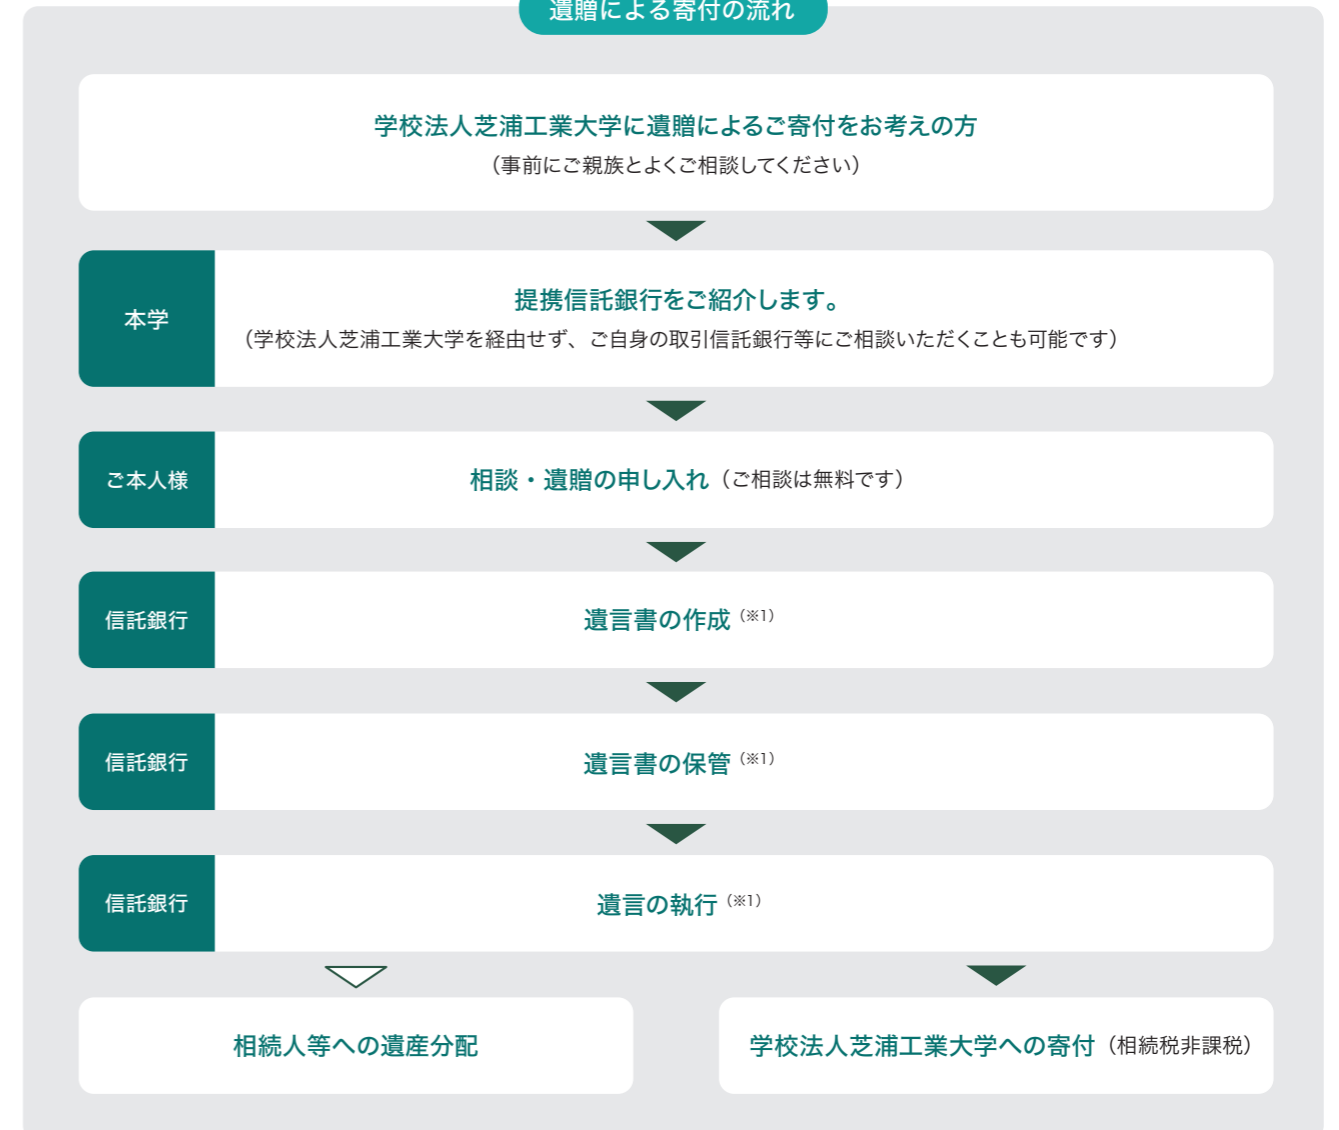 遺贈による寄付の流れ
学校法人芝浦工業大学に遺贈によるご寄付をお考えの方
（事前にご親族とよくご相談してください）
本学
提携信託銀行をご紹介します。
（学校法人芝浦工業大学を経由せず、ご自身の取引信託銀行等にご相談いただくことも可能です）
ご本人様
相談・遺贈の申し入れ（ご相談は無料です）
信託銀行
遺言書の作成（※1）
信託銀行
遺言書の保管（※1）
信託銀行
遺言の執行（※1）
相続人等への遺産分配
学校法人芝浦工業大学への寄付（相続税非課税）